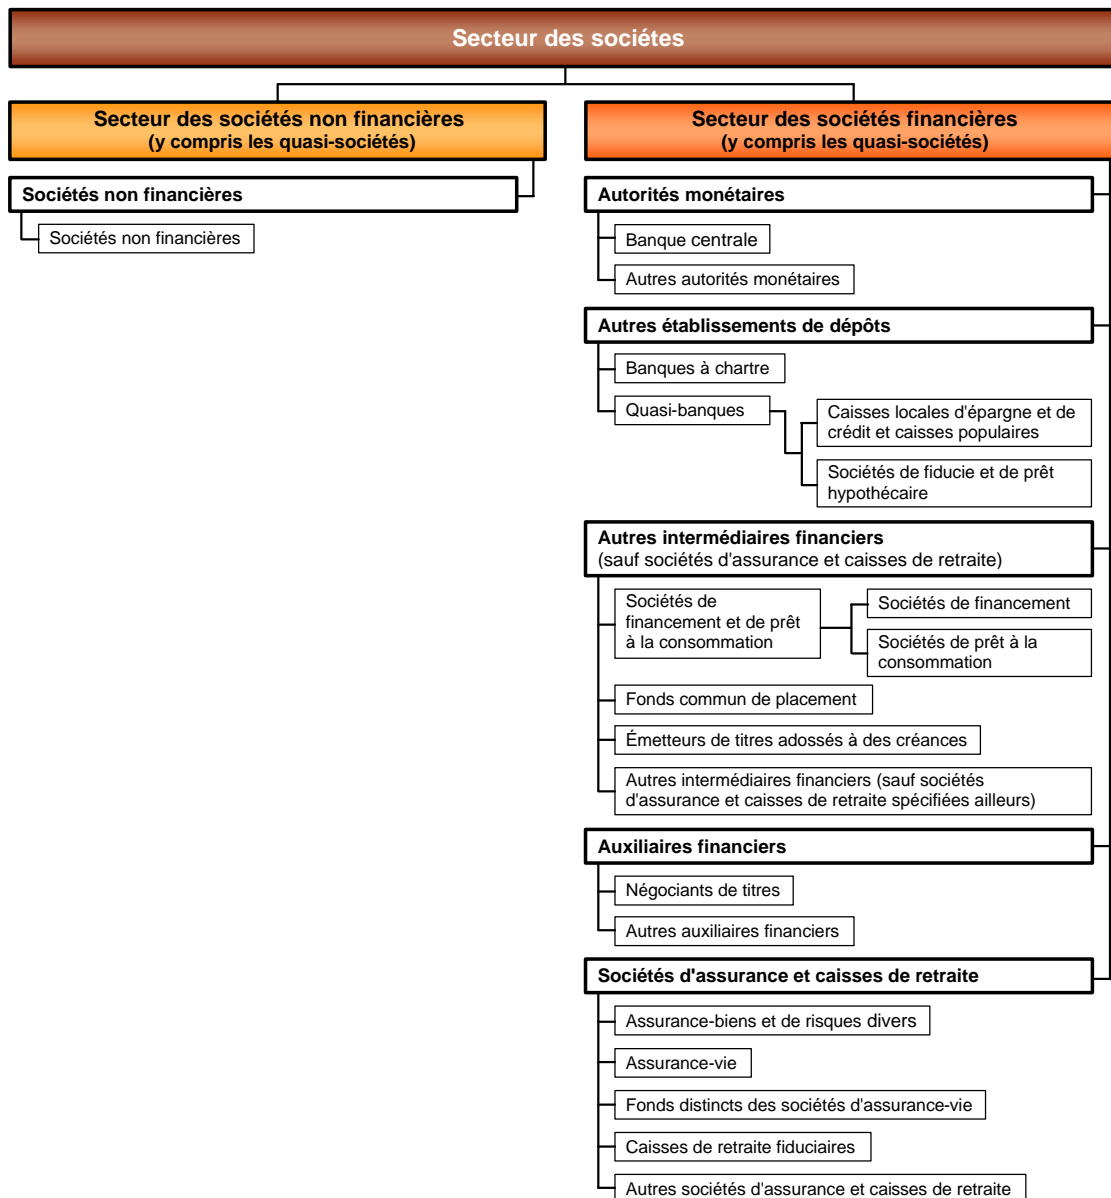 Secteur des sociétes
Secteur des sociétés non financières
(y compris les quasi-sociétés)
Sociétés non financières
Sociétés non financières
Secteur des sociétés financières
(y compris les quasi-sociétés)
Autorités monétaires
Banque centrale
Autres autorités monétaires
Autres établissements de dépôts
Banques à chartre
Quasi-banques
Caisses locales d'épargne et de
crédit et caisses populaires
Sociétés de fiducie et de prêt
hypothécaire
Autres intermédiaires financiers
(sauf sociétés d'assurance et caisses de retraite)
Sociétés de
financement et de prêt
à la consommation
Sociétés de financement
Sociétés de prêt à la
consommation
Fonds commun de placement
Émetteurs de titres adossés à des créances
Autres intermédiaires financiers (sauf sociétés
d'assurance et caisses de retraite spécifiées ailleurs)
Auxiliaires financiers
Négociants de titres
Autres auxiliaires financiers
Sociétés d'assurance et caisses de retraite
Assurance-biens et de risques divers
Assurance-vie
Fonds distincts des sociétés d'assurance-vie
Caisses de retraite fiduciaires
Autres sociétés d'assurance et caisses de retraite